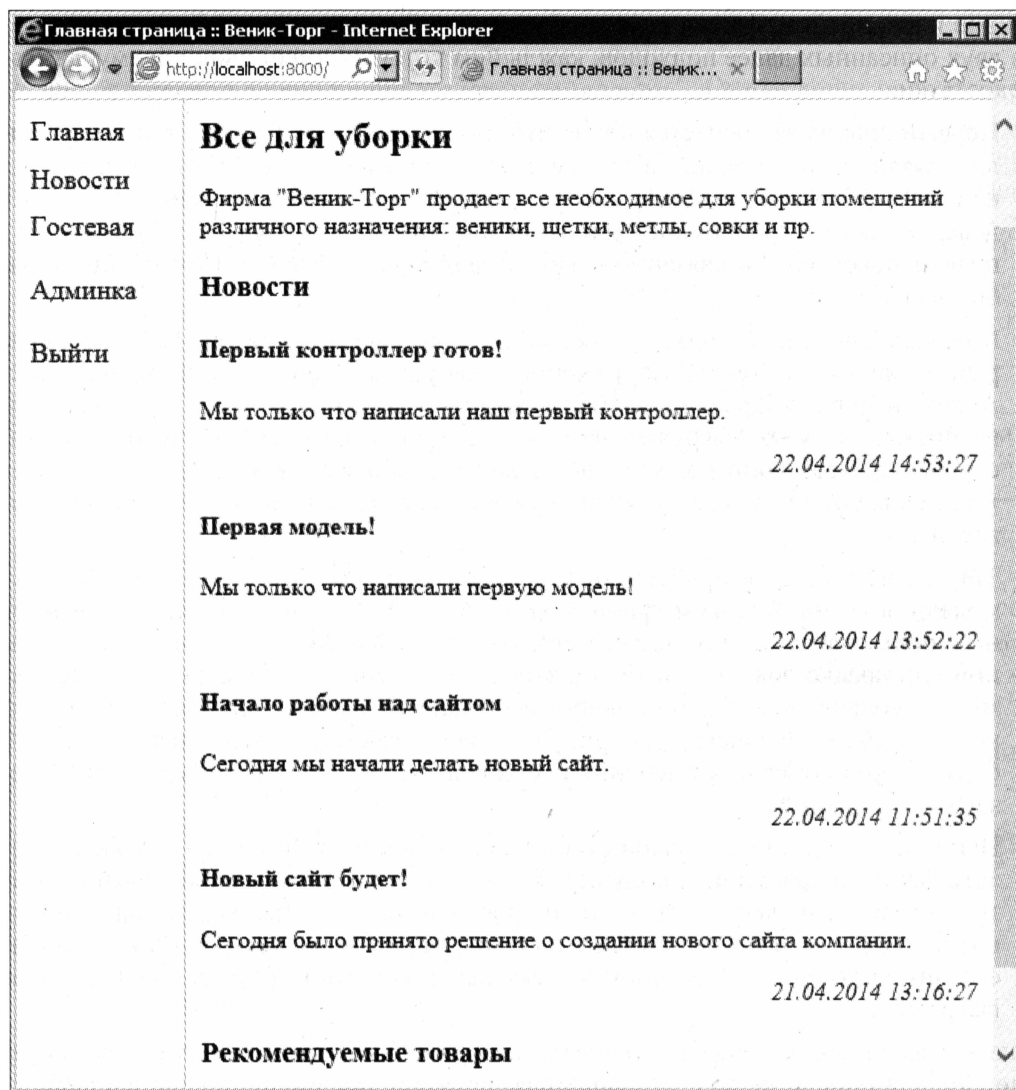 Главная страница :: Веник-Торг - Internet Explorer
http://localhost:8000/
Главная страница :: Веник...
Главная
Новости
Гостевая
Админка
Выйти
Все для уборки
Фирма "Веник-Торг" продает все необходимое для уборки помещений
различного назначения: веники, щетки, метлы, совки и пр.
Новости
Первый контроллер готов!
Мы только что написали наш первый контроллер.
22.04.2014 14:53:27
Первая модель!
Мы только что написали первую модель!
22.04.2014 13:52:22
Начало работы над сайтом
Сегодня мы начали делать новый сайт.
22.04.2014 11:51:35
Новый сайт будет!
Сегодня было принято решение о создании нового сайта компании.
21.04.2014 13:16:27
Рекомендуемые товары